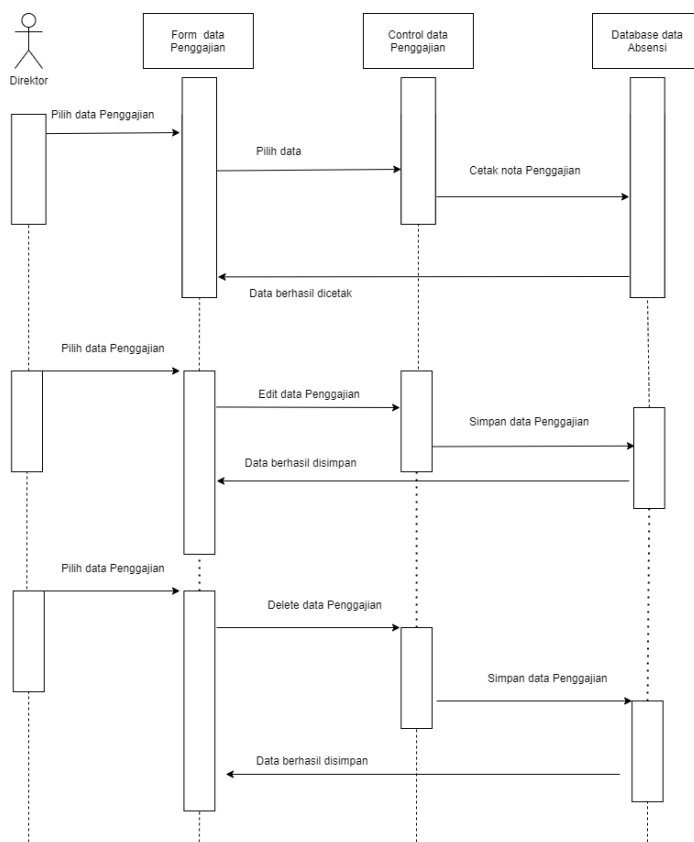 Form data
Penggajian
Control data
Penggajian
Database data
Absensi
Direktor
Pilih data Penggajian
Pilih data
Cetak nota Penggajian
Data berhasil dicetak
Pilih data Penggajian
Edit data Penggajian
Simpan data Penggajian
Data berhasil disimpan
Pilih data Penggajian
Delete data Penggajian
Simpan data Penggajian
Data berhasil disimpan